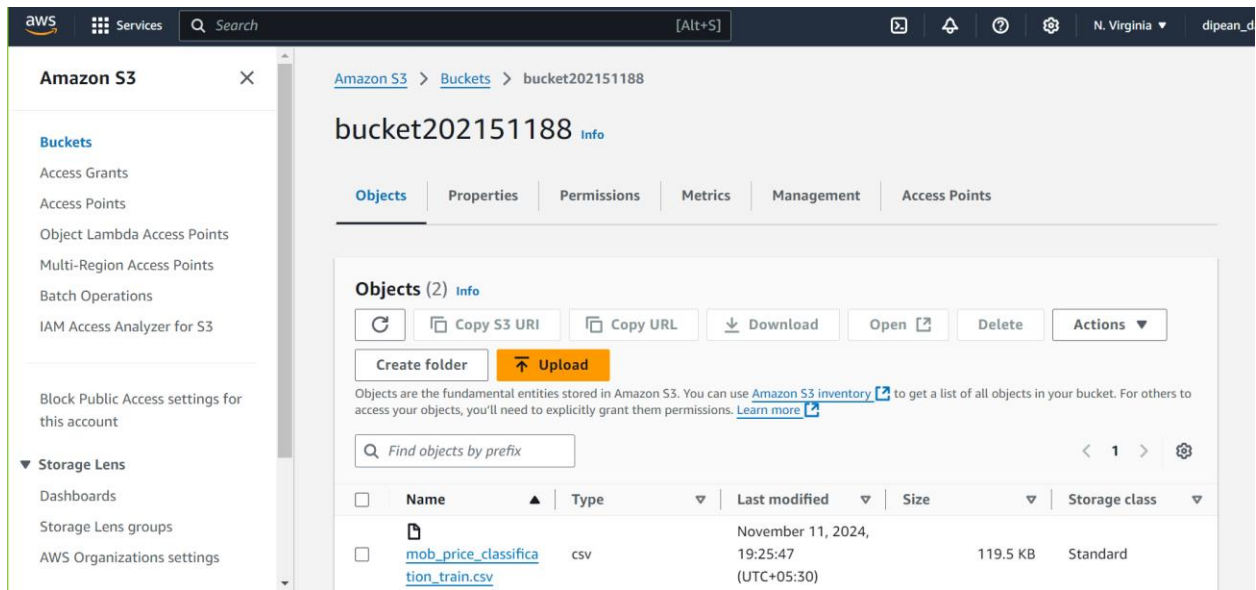 aws Services Search [Alt+S] N. Virginia ▼
Amazon S3
Buckets
Access Grants
Access Points
Object Lambda Access Points
Multi-Region Access Points
Batch Operations
IAM Access Analyzer for S3
Block Public Access settings for
this account
▼ Storage Lens
Dashboards
Storage Lens groups
AWS Organizations settings
Amazon S3 > Buckets > bucket202151188
bucket202151188 Info
Objects Properties Permissions Metrics Management Access Points
Objects (2) Info
Copy S3 URI Copy URL Download Open Delete Actions ▼
Create folder Upload
Objects are the fundamental entities stored in Amazon S3. You can use Amazon S3 inventory to get a list of all objects in your bucket. For others to
access your objects, you'll need to explicitly grant them permissions. Learn more
Find objects by prefix < 1 >
Name ▲ Type Last modified Size Storage class
mob_price_classifica
tion_train.csv
csv
November 11, 2024,
19:25:47
(UTC+05:30)
119.5 KB
Standard